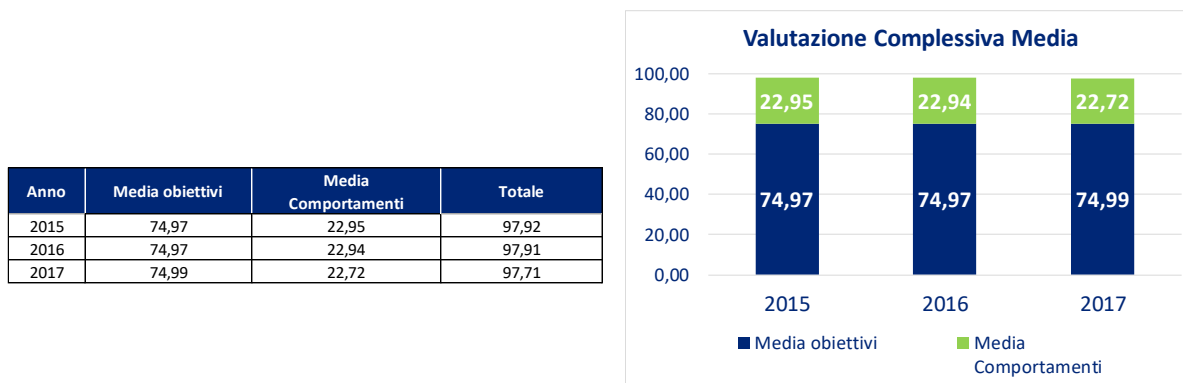 Anno Media obiettivi Media Comportamenti Totale
2015 74,97 22,95 97,92
2016 74,97 22,94 97,91
2017 74,99 22,72 97,71
Valutazione Complessiva Media
100,00
80,00
60,00
40,00
20,00
0,00
22,95 22,94 22,72
74,97 74,97 74,99
2015 2016 2017
Media obiettivi
Media
Comportamenti